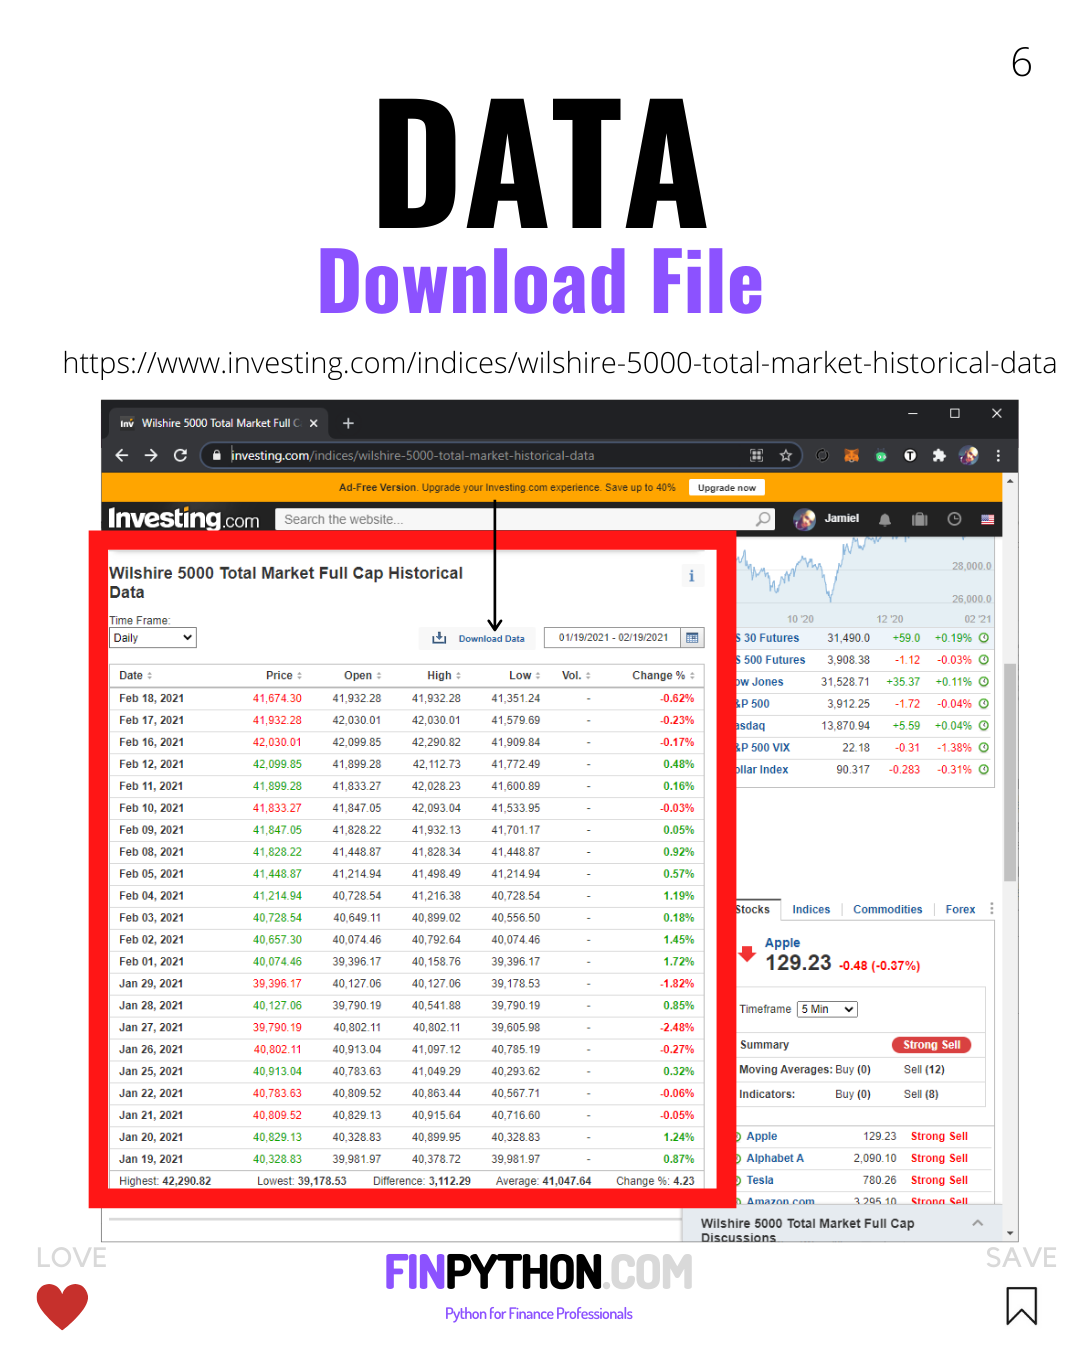 6
DATA
Download File
https://www.investing.com/indices/wilshire-5000-total-market-historical-data
Inv Wilshire 5000 Total Market Full C
investing.com/indices/wilshire-5000-total-market-historical-data
Ad-Free Version. Upgrade your Investing.com experience. Save up to 40% Upgrade now
Investing.com Search the website... Jamiel
Wilshire 5000 Total Market Full Cap Historical
Data
Time Frame:
Daily Download Data 01/19/2021 - 02/19/2021
Date Price Open High Low Vol. Change %
Feb 18, 2021 41,674.30 41,932.28 41,932.28 41,351.24 - -0.62%
Feb 17, 2021 41,932.28 42,030.01 42,030.01 41,579.69 - -0.23%
Feb 16, 2021 42,030.01 42,099.85 42,290.82 41,909.84 - -0.17%
Feb 12, 2021 42,099.85 41,899.28 42,112.73 41,772.49 - 0.48%
Feb 11, 2021 41,899.28 41,833.27 42,028.23 41,600.89 - 0.16%
Feb 10, 2021 41,833.27 41,847.05 42,093.04 41,533.95 - -0.03%
Feb 09, 2021 41,847.05 41,828.22 41,932.13 41,701.17 - 0.05%
Feb 08, 2021 41,828.22 41,448.87 41,828.34 41,448.87 - 0.92%
Feb 05, 2021 41,448.87 41,214.94 41,498.49 41,214.94 - 0.57%
Feb 04, 2021 41,214.94 40,728.54 41,216.38 40,728.54 - 1.19%
Feb 03, 2021 40,728.54 40,649.11 40,899.02 40,556.50 - 0.18%
Feb 02, 2021 40,657.30 40,074.46 40,792.64 40,074.46 - 1.45%
Feb 01, 2021 40,074.46 39,396.17 40,158.76 39,396.17 - 1.72%
Jan 29, 2021 39,396.17 40,127.06 40,127.06 39,178.53 - -1.82%
Jan 28, 2021 40,127.06 39,790.19 40,541.88 39,790.19 - 0.85%
Jan 27, 2021 39,790.19 40,802.11 40,802.11 39,605.98 - -2.48%
Jan 26, 2021 40,802.11 40,913.04 41,097.12 40,785.19 - -0.27%
Jan 25, 2021 40,913.04 40,783.63 41,049.29 40,293.62 - 0.32%
Jan 22, 2021 40,783.63 40,809.52 40,863.44 40,567.71 - -0.06%
Jan 21, 2021 40,809.52 40,829.13 40,915.64 40,716.60 - -0.05%
Jan 20, 2021 40,829.13 40,328.83 40,899.95 40,328.83 - 1.24%
Jan 19, 2021 40,328.83 39,981.97 40,378.72 39,981.97 - 0.87%
Highest: 42,290.82 Lowest: 39,178.53 Difference: 3,112.29 Average: 41,047.64 Change %: 4.23
28,000.0
26,000.0
10 '20 12 '20 02 '21
S 30 Futures 31,490.0 +59.0 +0.19%
S 500 Futures 3,908.38 -1.12 -0.03%
ow Jones 31,528.71 +35.37 +0.11%
&P 500 3,912.25 -1.72 -0.04%
asdaq 13,870.94 +5.59 +0.04%
&P 500 VIX 22.18 -0.31 -1.38%
ollar Index 90.317 -0.283 -0.31%
Stocks Indices Commodities Forex
Apple
129.23 -0.48 (-0.37%)
Timeframe 5 Min
Summary Strong Sell
Moving Averages: Buy (0) Sell (12)
Indicators: Buy (0) Sell (8)
Apple 129.23 Strong Sell
Alphabet A 2,090.10 Strong Sell
Tesla 780.26 Strong Sell
Amazon.com 3,295.10 Strong Sell
Wilshire 5000 Total Market Full Cap
Discussions
LOVE
FINPYTHON.COM
SAVE
Python for Finance Professionals